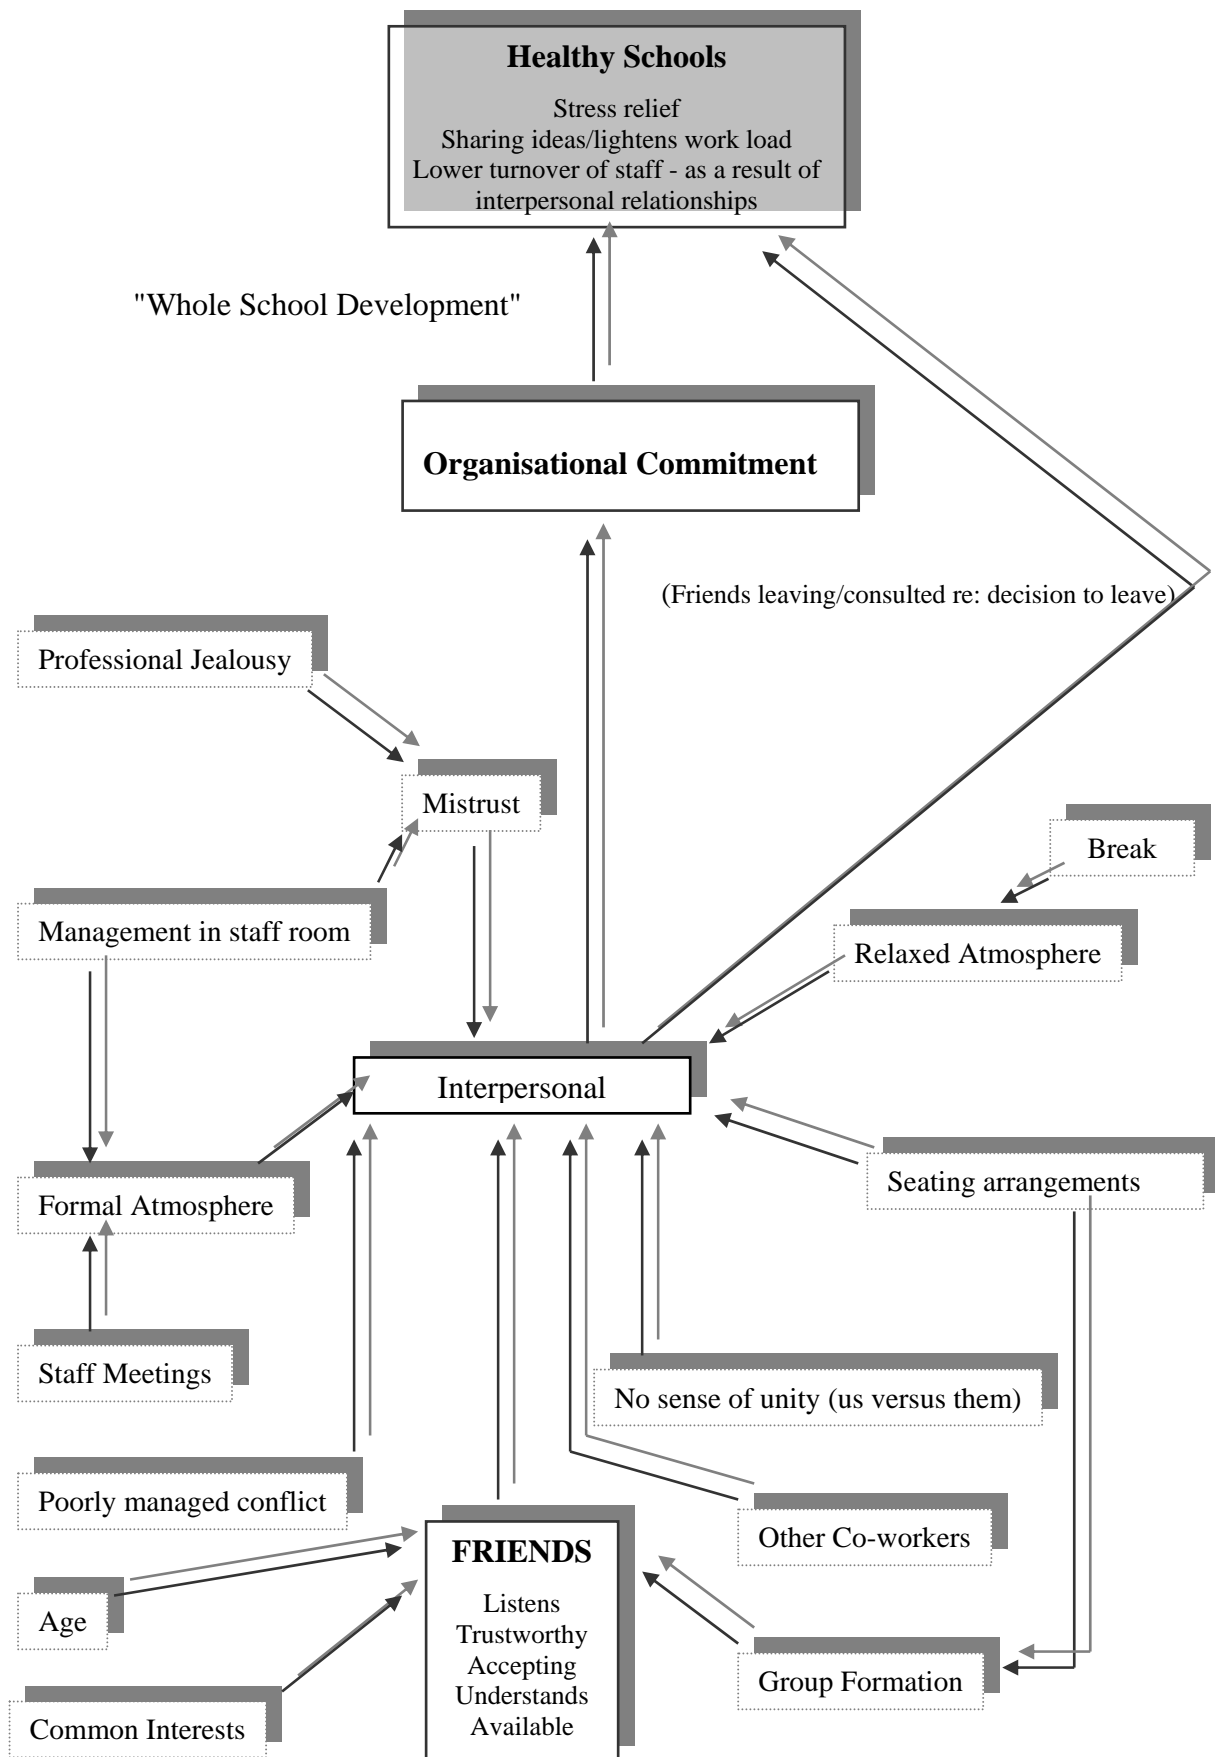 Healthy Schools
Stress relief
Sharing ideas/lightens work load
Lower turnover of staff - as a result of
interpersonal relationships
"Whole School Development"
Organisational Commitment
(Friends leaving/consulted re: decision to leave)
Professional Jealousy
Mistrust
Break
Management in staff room
Relaxed Atmosphere
Interpersonal
Seating arrangements
Formal Atmosphere
Staff Meetings
No sense of unity (us versus them)
Poorly managed conflict
Other Co-workers
FRIENDS
Listens
Trustworthy
Accepting
Understands
Available
Age
Group Formation
Common Interests